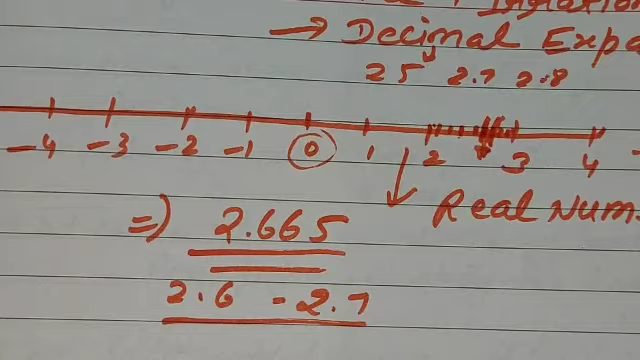 → Decimal Expa
2 5 2.7 2.8
-4 -3 -2 -1 0 1 2 3 4
Real Num
=) 2.665
2.6 - 2.7